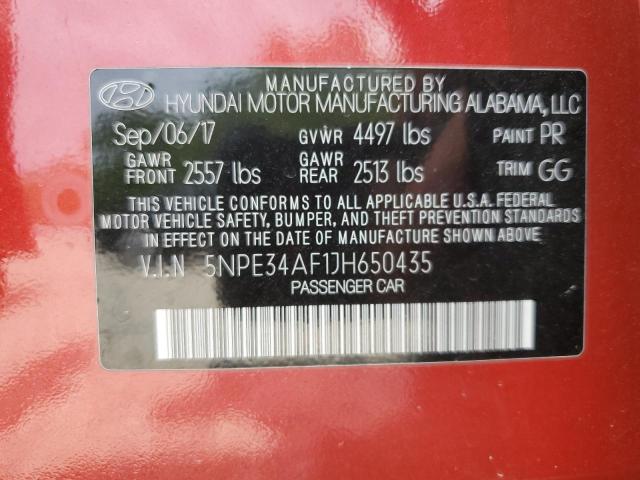 MANUFACTURED BY
HYUNDAI MOTOR MANUFACTURING ALABAMA, LLC
Sep/06/17 GVWR 4497 lbs PAINT PR
GAWR FRONT 2557 lbs GAWR REAR 2513 lbs TRIM GG
THIS VEHICLE CONFORMS TO ALL APPLICABLE U.S.A. FEDERAL
MOTOR VEHICLE SAFETY, BUMPER, AND THEFT PREVENTION STANDARDS
IN EFFECT ON THE DATE OF MANUFACTURE SHOWN ABOVE.
V.I.N 5NPE34AF1JH650435
PASSENGER CAR